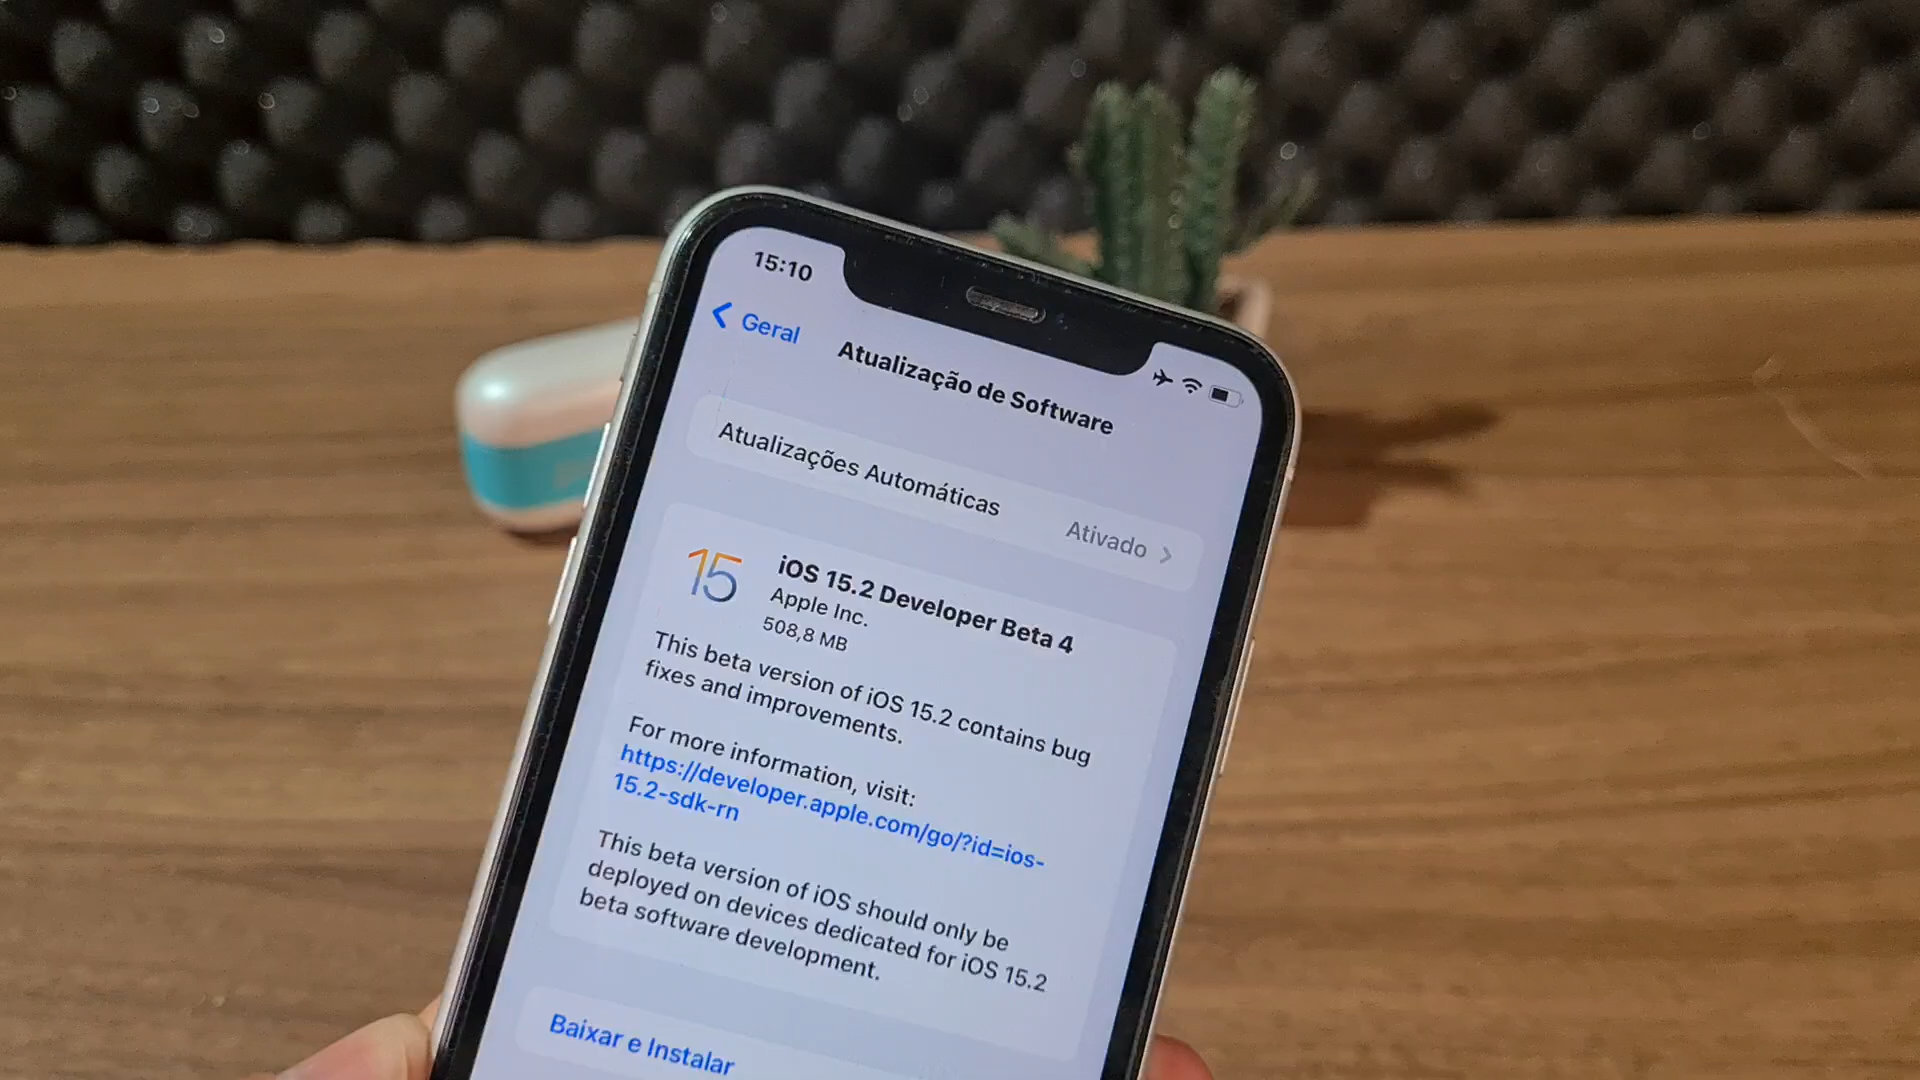 15:10
Geral
Atualização de Software
Atualizações Automáticas
Ativado
15
iOS 15.2 Developer Beta 4
Apple Inc.
508,8 MB
This beta version of iOS 15.2 contains bug
fixes and improvements.
For more information, visit:
https://developer.apple.com/go/?id=ios-
15.2-sdk-rn
This beta version of iOS should only be
deployed on devices dedicated for iOS 15.2
beta software development.
Baixar e Instalar